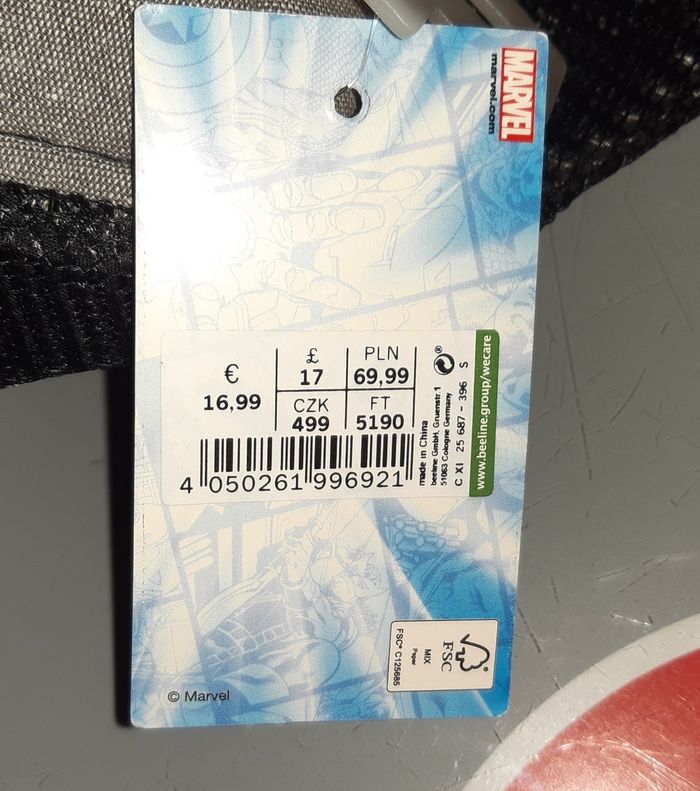 MARVEL
marvel.com
€
16,99
£
17
PLN
69,99
CZK
499
FT
5190
4 050261 996921
made in China
beeline GmbH, Gruenstr.1
51063 Cologne Germany
C XI 25 687 - 396 S
www.beeline.group/wecare
FSC
MIX
Paper
FSC® C125685
© Marvel